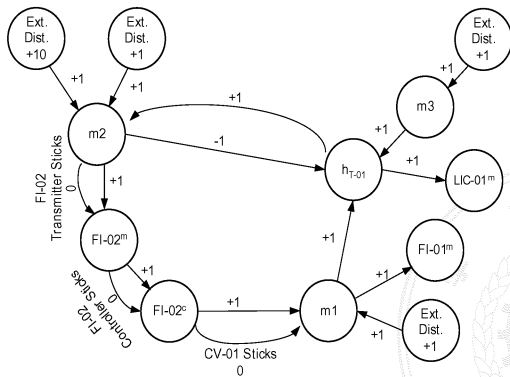 Ext.
Dist.
+10
Ext.
Dist.
+1
Ext.
Dist.
+1
+1
+1
+1
+1
m3
m2
-1
+1
h_T-01
+1
LIC-01^m
FI-02
Transmitter Sticks
0
+1
FI-02^m
+1
FI-01^m
+1
FI-02
Controller Sticks
0
+1
FI-02^c
+1
m1
+1
Ext.
Dist.
+1
CV-01 Sticks
0